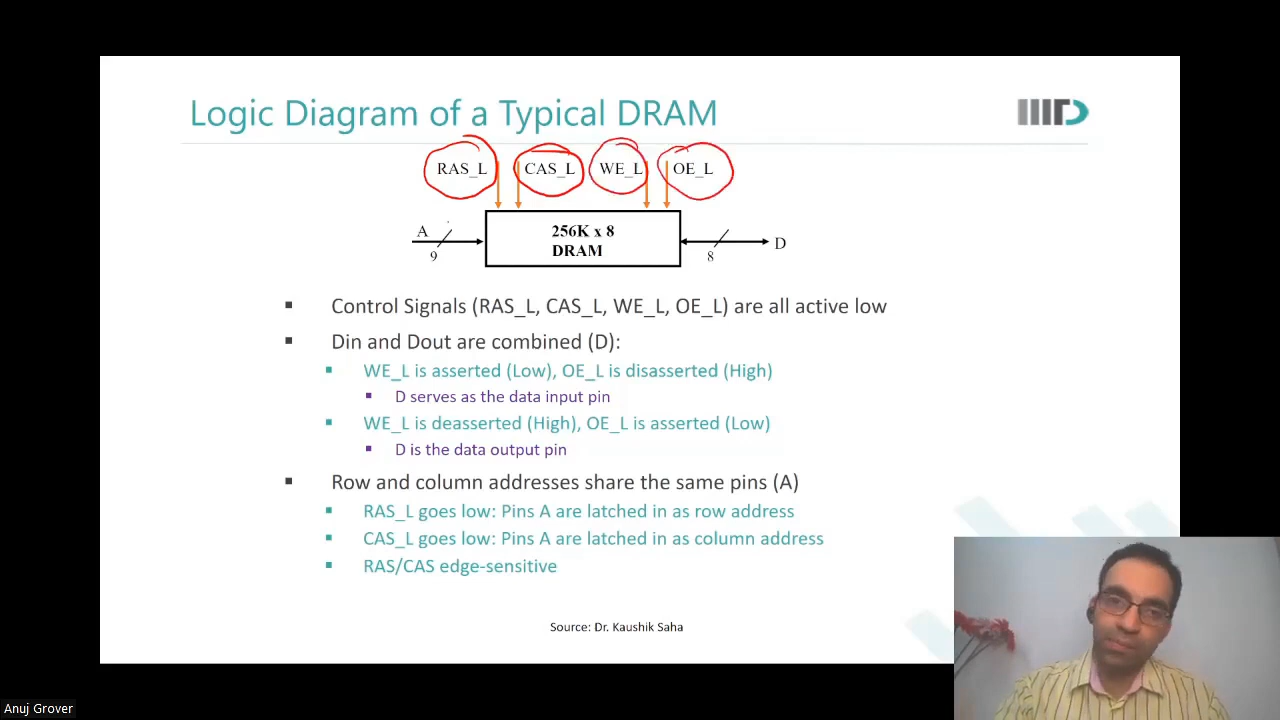 Logic Diagram of a Typical DRAM
IIITD
RAS_L CAS_L WE_L OE_L
A
9
256K x 8
DRAM
8
D
▪ Control Signals (RAS_L, CAS_L, WE_L, OE_L) are all active low
▪ Din and Dout are combined (D):
▪ WE_L is asserted (Low), OE_L is disasserted (High)
▪ D serves as the data input pin
▪ WE_L is deasserted (High), OE_L is asserted (Low)
▪ D is the data output pin
▪ Row and column addresses share the same pins (A)
▪ RAS_L goes low: Pins A are latched in as row address
▪ CAS_L goes low: Pins A are latched in as column address
▪ RAS/CAS edge-sensitive
Source: Dr. Kaushik Saha
Anuj Grover